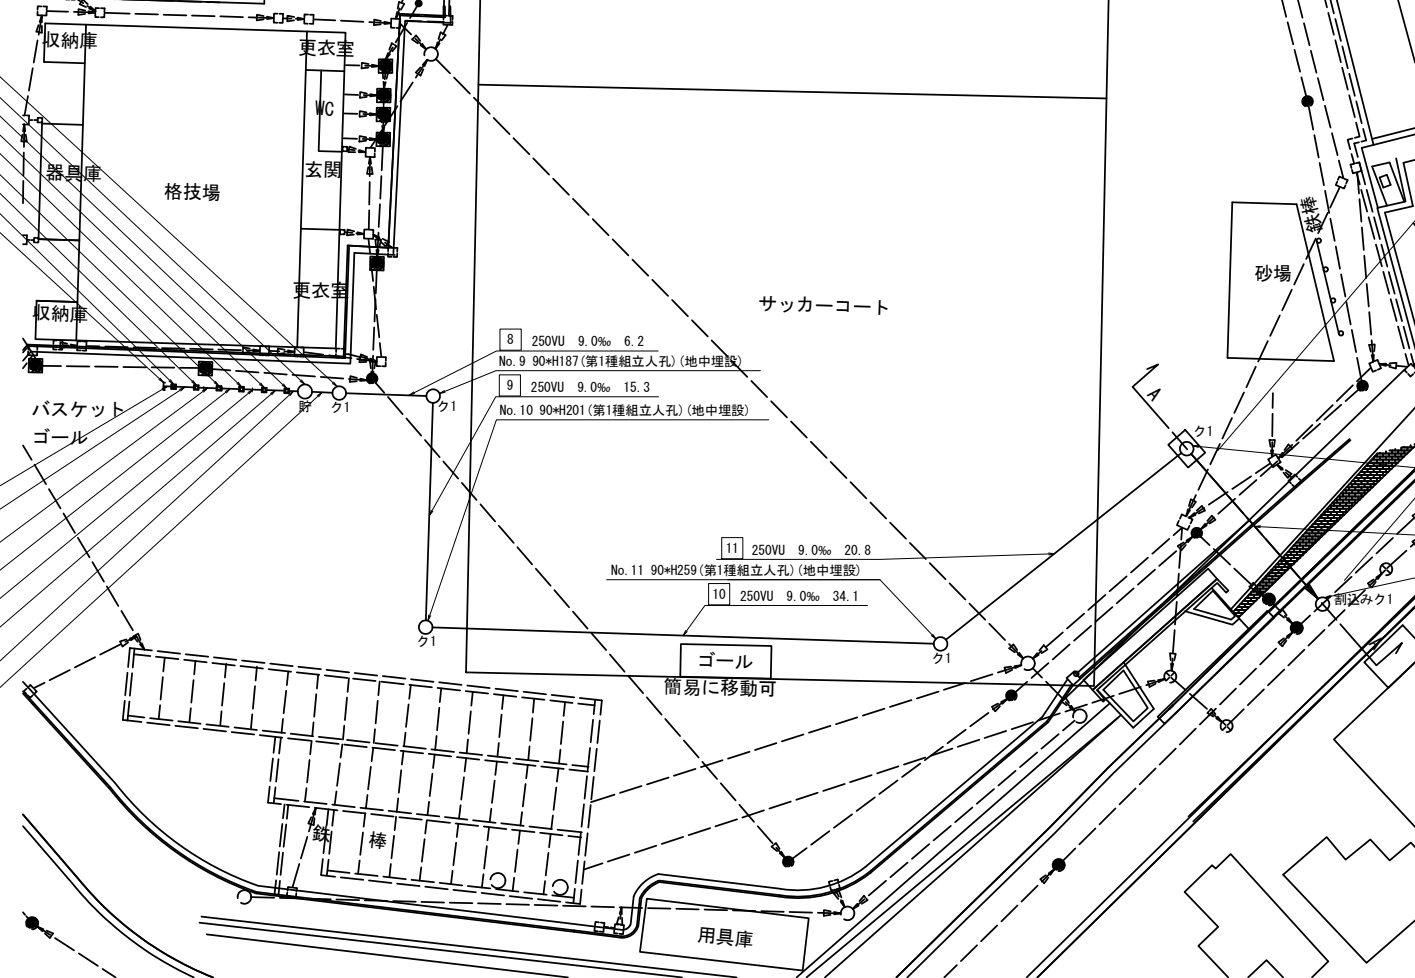 収納庫
更衣室
WC
器具庫
玄関
格技場
鉄棒
砂場
更衣室
サッカーコート
収納庫
8 250VU 9.0‰ 6.2
No.9 90*H187(第1種組立人孔)(地中埋設)
9 250VU 9.0‰ 15.3
No.10 90*H201(第1種組立人孔)(地中埋設)
A
バスケット
ゴール
貯
ク1
ク1
ク1
11 250VU 9.0‰ 20.8
No.11 90*H259(第1種組立人孔)(地中埋設)
10 250VU 9.0‰ 34.1
割込みク1
ク1
ク1
A
ゴール
簡易に移動可
鉄 棒
用具庫